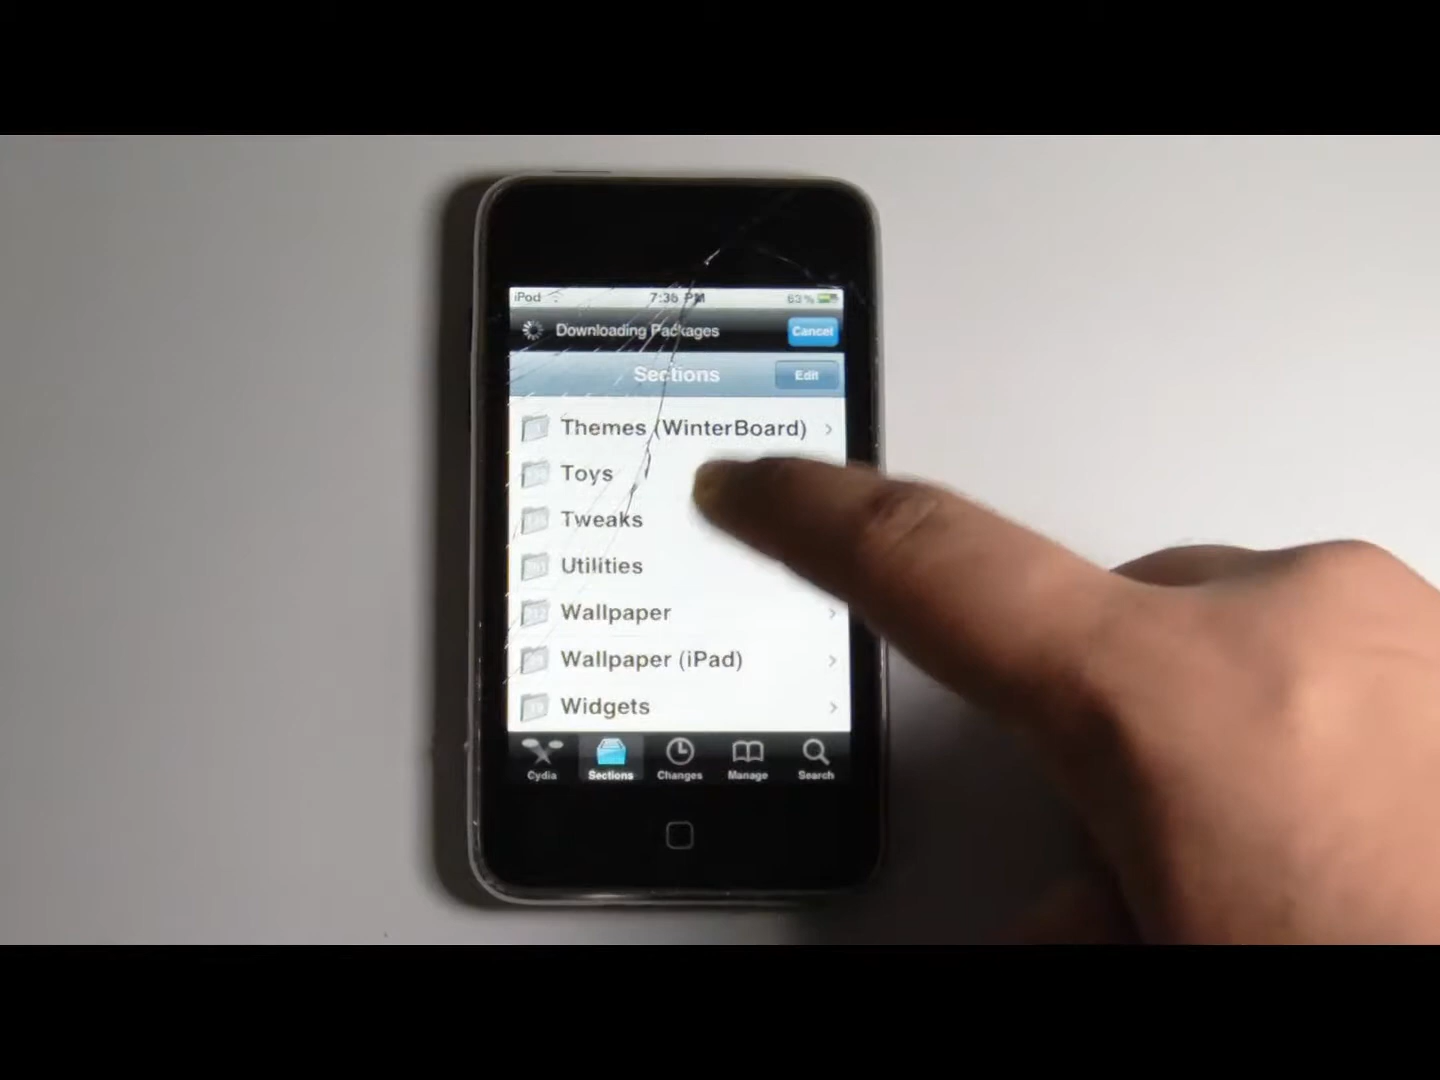 iPod 7:36 PM 63%
Downloading Packages Cancel
Sections Edit
Themes (WinterBoard)
Toys
Tweaks
Utilities
Wallpaper
Wallpaper (iPad)
Widgets
Cydia Sections Changes Manage Search